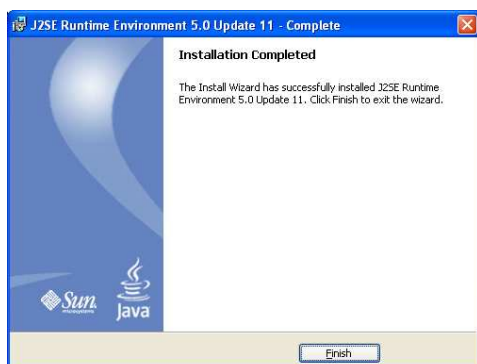 J2SE Runtime Environment 5.0 Update 11 - Complete
Installation Completed
The Install Wizard has successfully installed J2SE Runtime
Environment 5.0 Update 11. Click Finish to exit the wizard.
Sun
microsystems
Java
Finish